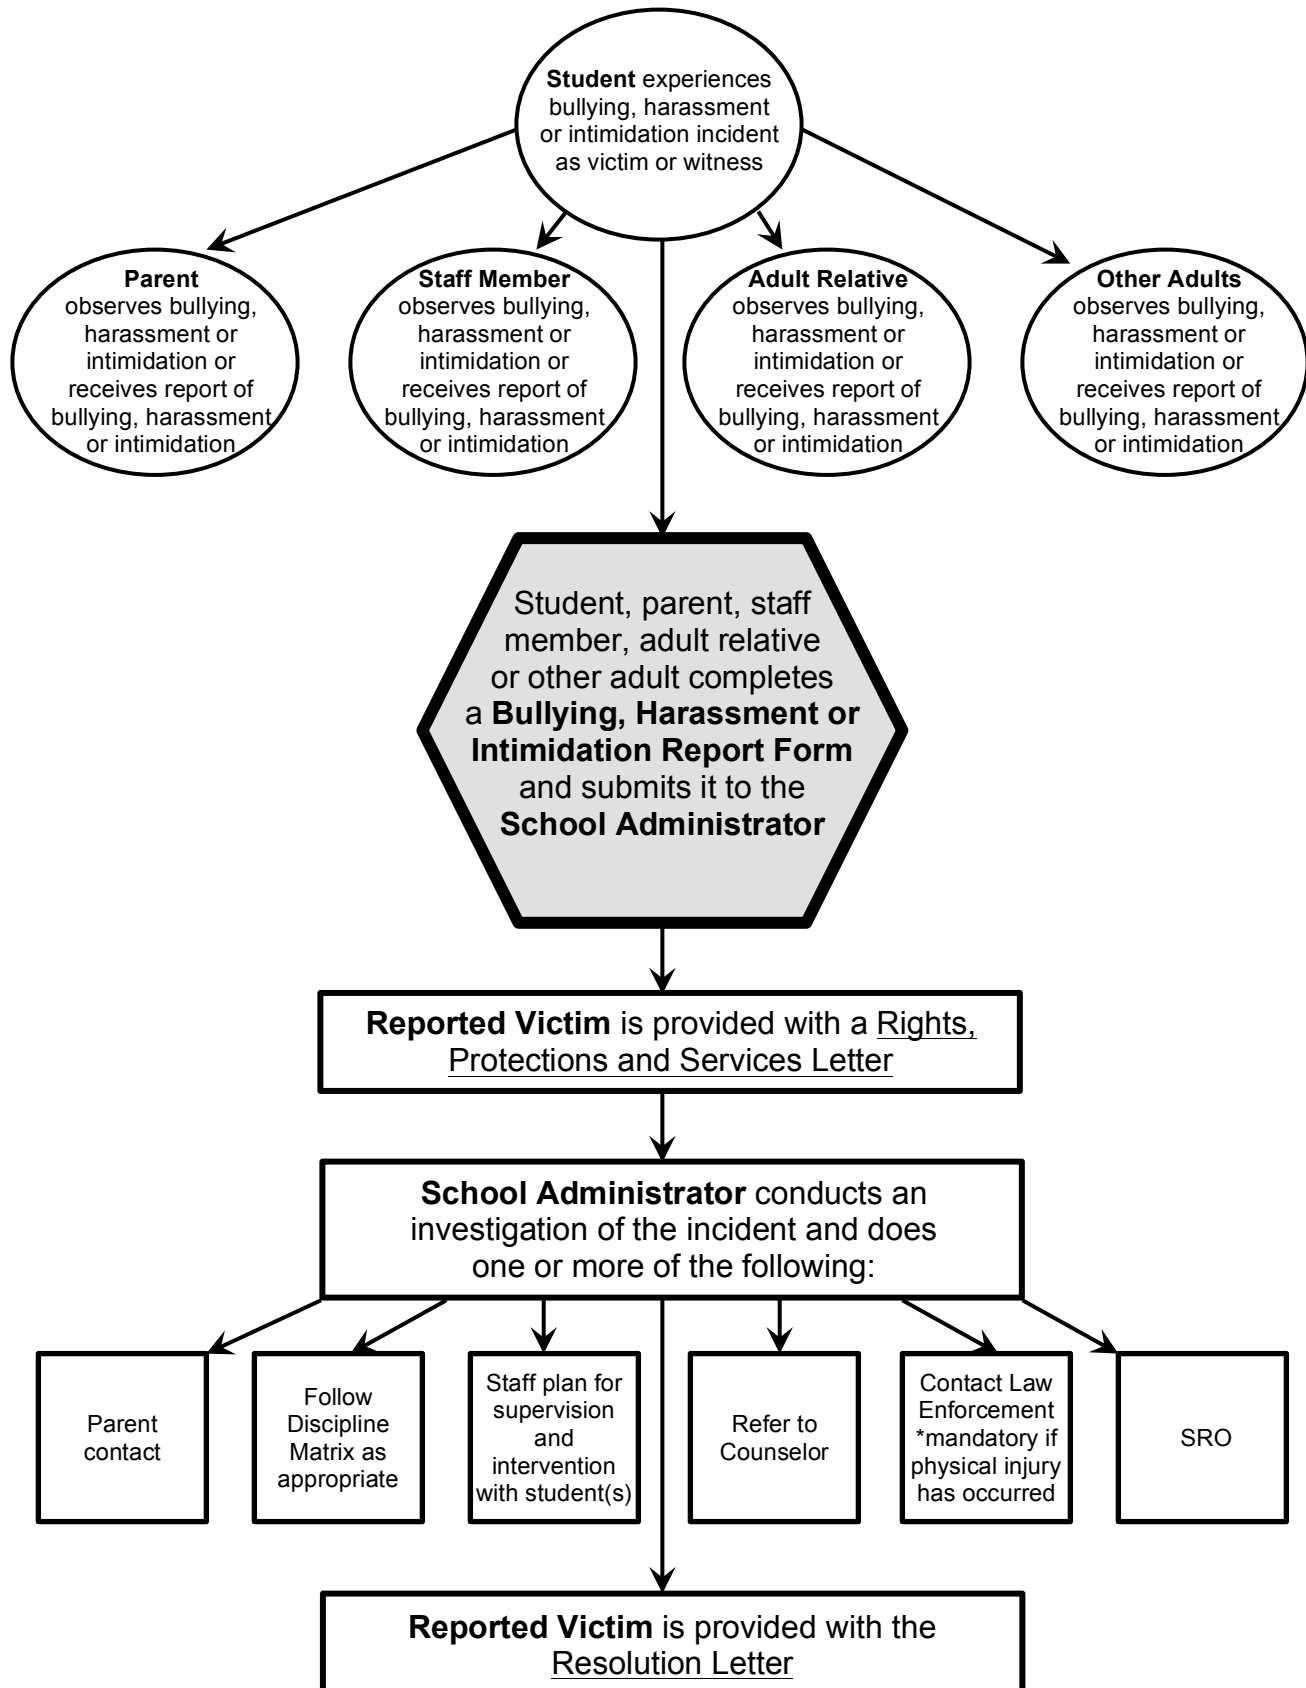 Student experiences
bullying, harassment
or intimidation incident
as victim or witness
Parent
observes bullying,
harassment or
intimidation or
receives report of
bullying, harassment
or intimidation
Staff Member
observes bullying,
harassment or
intimidation or
receives report of
bullying, harassment
or intimidation
Adult Relative
observes bullying,
harassment or
intimidation or
receives report of
bullying, harassment
or intimidation
Other Adults
observes bullying,
harassment or
intimidation or
receives report of
bullying, harassment
or intimidation
Student, parent, staff
member, adult relative
or other adult completes
a Bullying, Harassment or
Intimidation Report Form
and submits it to the
School Administrator
Reported Victim is provided with a Rights,
Protections and Services Letter
School Administrator conducts an
investigation of the incident and does
one or more of the following:
Parent
contact
Follow
Discipline
Matrix as
appropriate
Staff plan for
supervision
and
intervention
with student(s)
Refer to
Counselor
Contact Law
Enforcement
*mandatory if
physical injury
has occurred
SRO
Reported Victim is provided with the
Resolution Letter